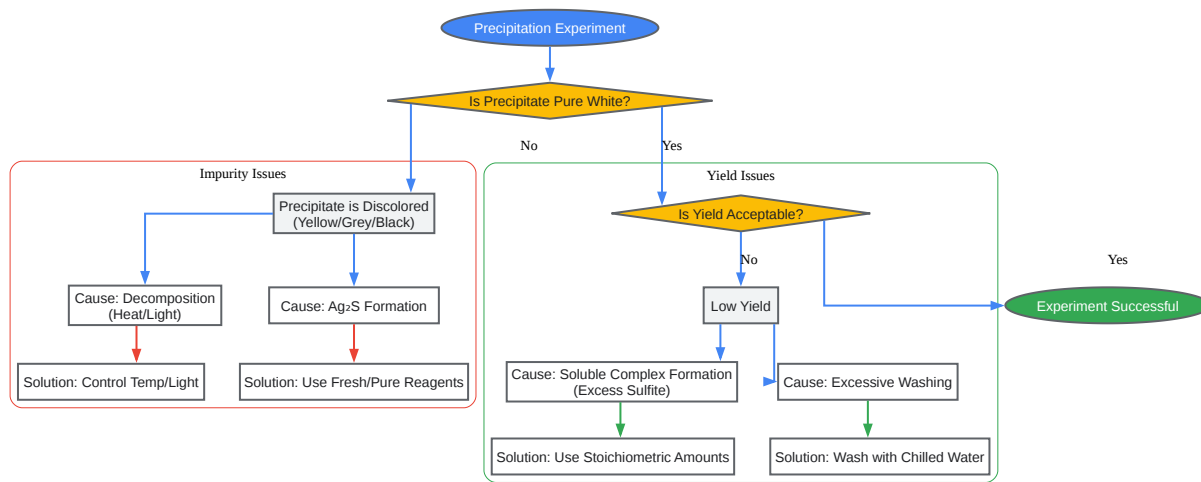 Precipitation Experiment
Is Precipitate Pure White?
No
Yes
Impurity Issues
Precipitate is Discolored
(Yellow/Grey/Black)
Cause: Decomposition
(Heat/Light)
Cause: Ag₂S Formation
Solution: Control Temp/Light
Solution: Use Fresh/Pure Reagents
Yield Issues
Is Yield Acceptable?
No
Yes
Low Yield
Experiment Successful
Cause: Soluble Complex Formation
(Excess Sulfite)
Cause: Excessive Washing
Solution: Use Stoichiometric Amounts
Solution: Wash with Chilled Water